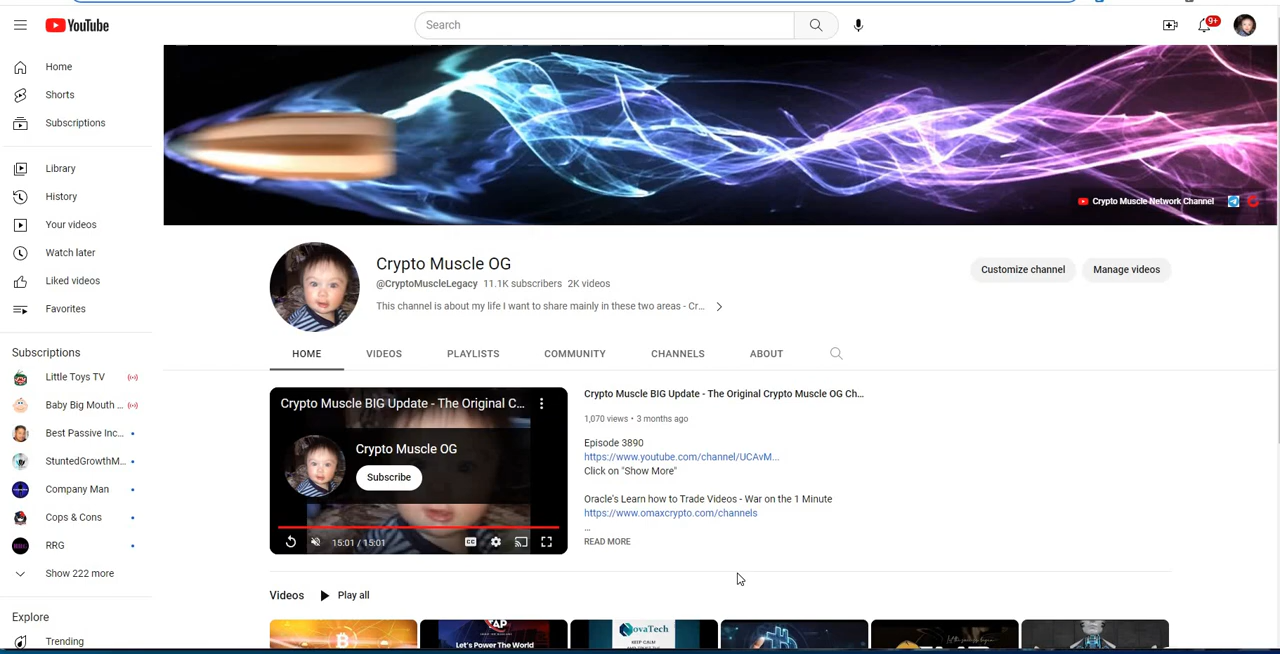 YouTube
Search
9+
Home
Shorts
Subscriptions
Library
History
Your videos
Watch later
Liked videos
Favorites
Subscriptions
Little Toys TV
Baby Big Mouth ...
Best Passive Inc...
StuntedGrowthM...
Company Man
Cops & Cons
RRG
Show 222 more
Explore
Trending
Crypto Muscle Network Channel
Crypto Muscle OG
@CryptoMuscleLegacy 11.1K subscribers 2K videos
This channel is about my life I want to share mainly in these two areas - Cr...
Customize channel
Manage videos
HOME VIDEOS PLAYLISTS COMMUNITY CHANNELS ABOUT
Crypto Muscle BIG Update - The Original C...
Crypto Muscle OG
Subscribe
15:01 / 15:01
CC
Crypto Muscle BIG Update - The Original Crypto Muscle OG Ch...
1,070 views • 3 months ago
Episode 3890
https://www.youtube.com/channel/UCAvM...
Click on "Show More"
Oracle's Learn how to Trade Videos - War on the 1 Minute
https://www.omaxcrypto.com/channels
...
READ MORE
Videos
Play all
Let's Power The World
NovaTech
KEEP CALM